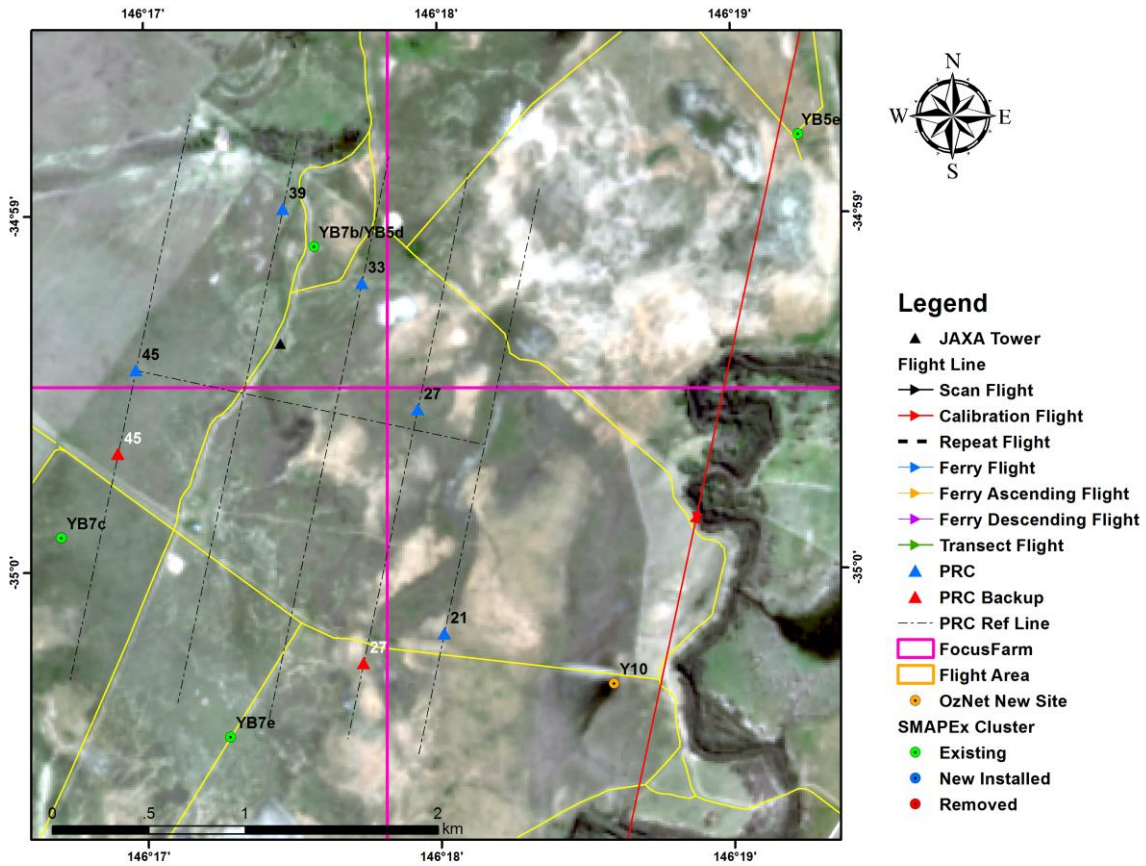 146°17'
146°18'
146°19'
N
W
E
S
YB5e
39
-34°59'
-34°59'
YB7b/YB5d
33
45
27
45
YB7c
-35°0'
-35°0'
21
27
Y10
YB7e
0
.5
1
2
km
146°17'
146°18'
146°19'
Legend
JAXA Tower
Flight Line
Scan Flight
Calibration Flight
Repeat Flight
Ferry Flight
Ferry Ascending Flight
Ferry Descending Flight
Transect Flight
PRC
PRC Backup
PRC Ref Line
FocusFarm
Flight Area
OzNet New Site
SMAPEx Cluster
Existing
New Installed
Removed